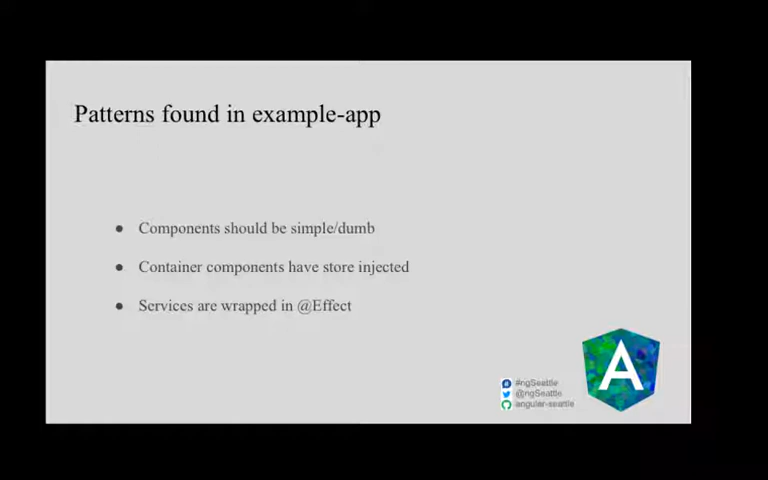 Patterns found in example-app
● Components should be simple/dumb
● Container components have store injected
● Services are wrapped in @Effect
#ngSeattle
@ngSeattle
angular-seattle
A